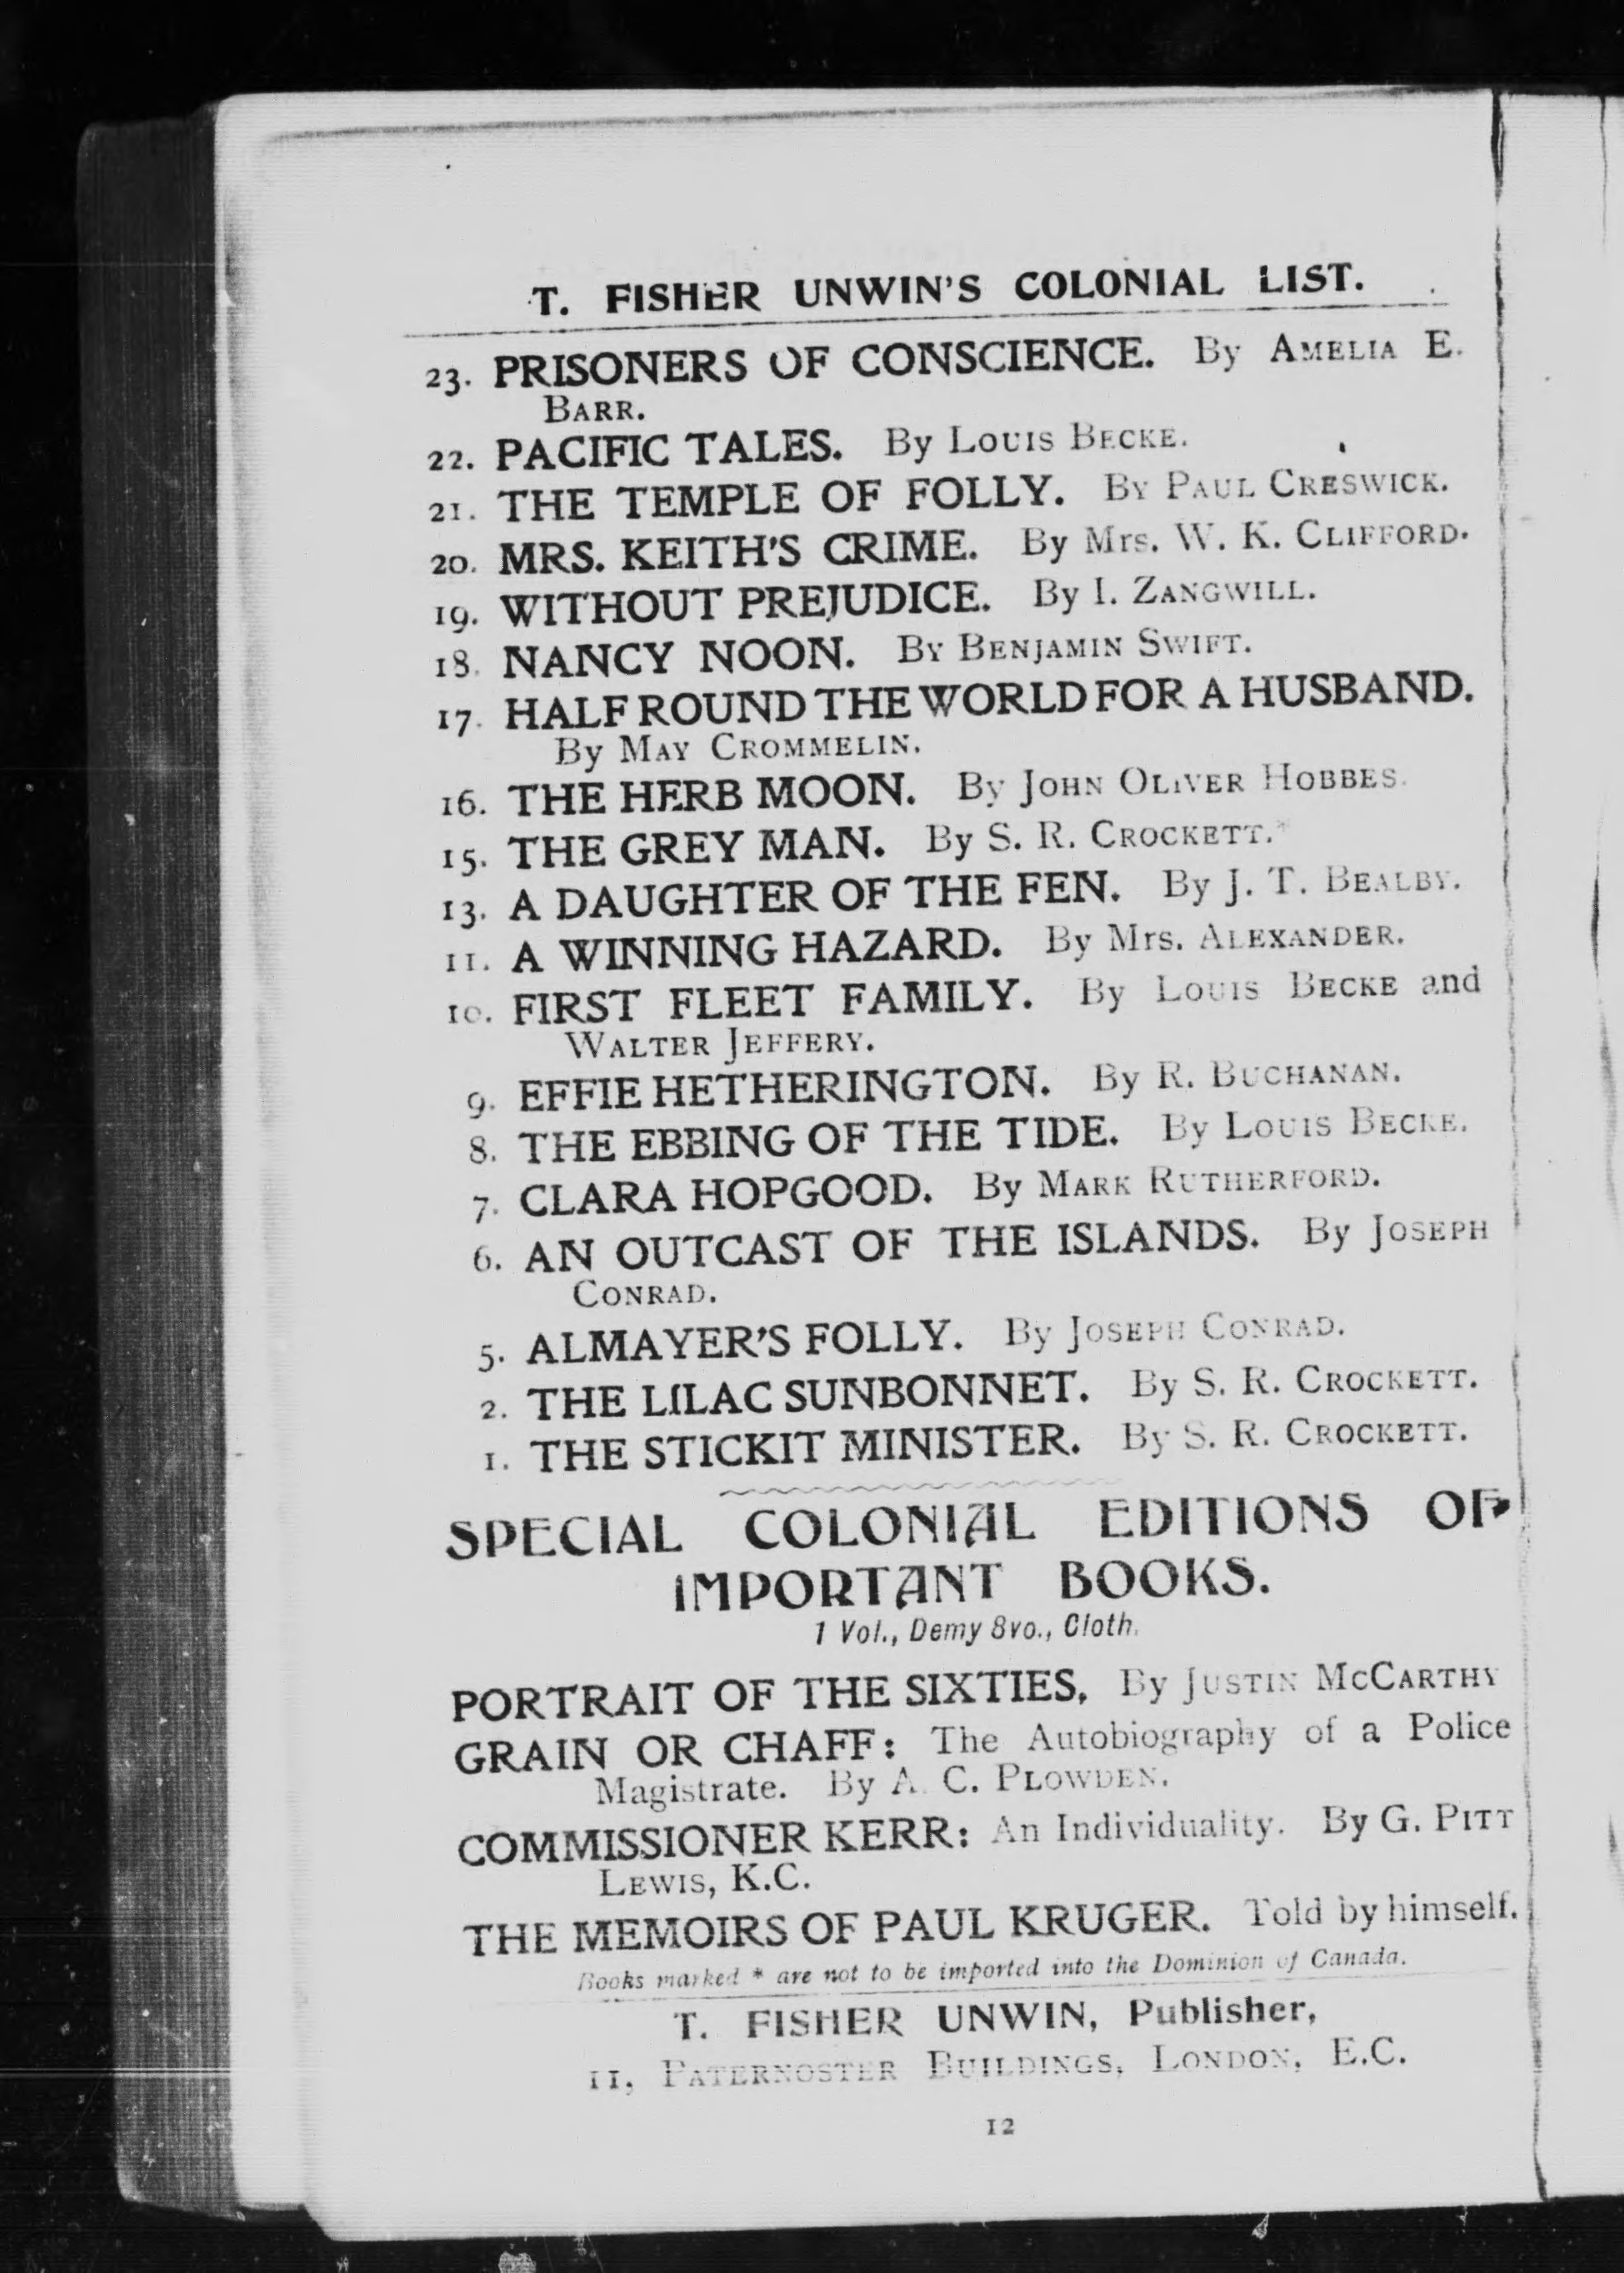 T. FISHER UNWIN'S COLONIAL LIST.
23. PRISONERS OF CONSCIENCE. By AMELIA E.
BARR.
22. PACIFIC TALES. By LOUIS BECKE.
21. THE TEMPLE OF FOLLY. BY PAUL CRESWICK.
20. MRS. KEITH'S CRIME. By Mrs. W. K. CLIFFORD.
19. WITHOUT PREJUDICE. By I. ZANGWILL.
18. NANCY NOON. BY BENJAMIN SWIFT.
17. HALF ROUND THE WORLD FOR A HUSBAND.
By MAY CROMMELIN.
16. THE HERB MOON. By JOHN OLIVER HOBBES.
15. THE GREY MAN. By S. R. CROCKETT.*
13. A DAUGHTER OF THE FEN. By J. T. BEALBY.
11. A WINNING HAZARD. By Mrs. ALEXANDER.
10. FIRST FLEET FAMILY. By LOUIS BECKE and
WALTER JEFFERY.
9. EFFIE HETHERINGTON. By R. BUCHANAN.
8. THE EBBING OF THE TIDE. By LOUIS BECKE.
7. CLARA HOPGOOD. By MARK RUTHERFORD.
6. AN OUTCAST OF THE ISLANDS. By JOSEPH
CONRAD.
5. ALMAYER'S FOLLY. By JOSEPH CONRAD.
2. THE LILAC SUNBONNET. By S. R. CROCKETT.
1. THE STICKIT MINISTER. By S. R. CROCKETT.
SPECIAL COLONIAL EDITIONS OF
IMPORTANT BOOKS.
1 Vol., Demy 8vo., Cloth.
PORTRAIT OF THE SIXTIES, By JUSTIN MCCARTHY
GRAIN OR CHAFF: The Autobiography of a Police
Magistrate. By A. C. PLOWDEN.
COMMISSIONER KERR: An Individuality. By G. PITT
LEWIS, K.C.
THE MEMOIRS OF PAUL KRUGER. Told by himself.
Books marked * are not to be imported into the Dominion of Canada.
T. FISHER UNWIN, Publisher,
11, PATERNOSTER BUILDINGS, LONDON, E.C.
12